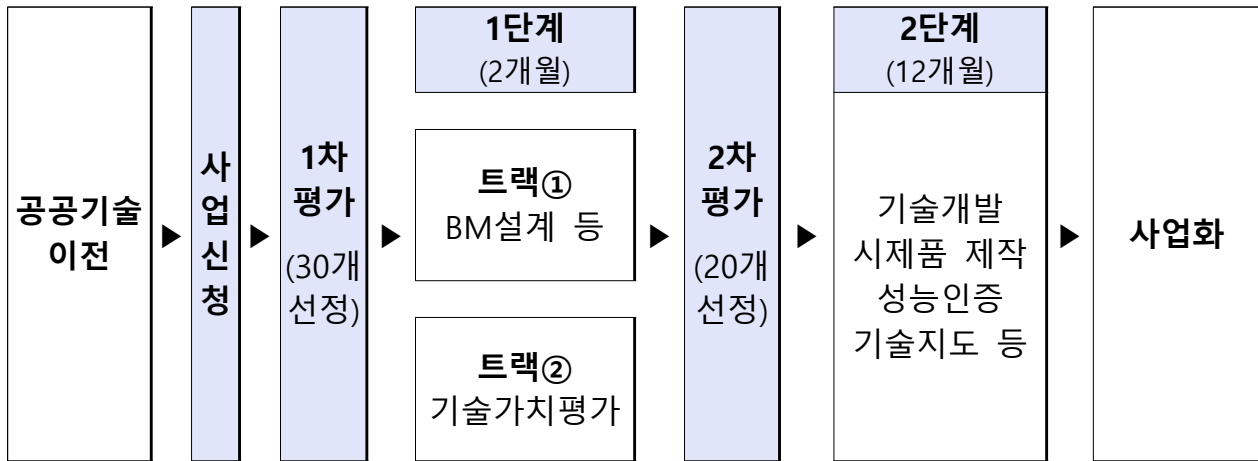 공공기술
이전
▶
사
업
신
청
▶
1차
평가
(30개
선정)
▶
1단계
(2개월)
트랙①
BM설계 등
트랙②
기술가치평가
▶
2차
평가
(20개
선정)
▶
2단계
(12개월)
기술개발
시제품 제작
성능인증
기술지도 등
▶
사업화